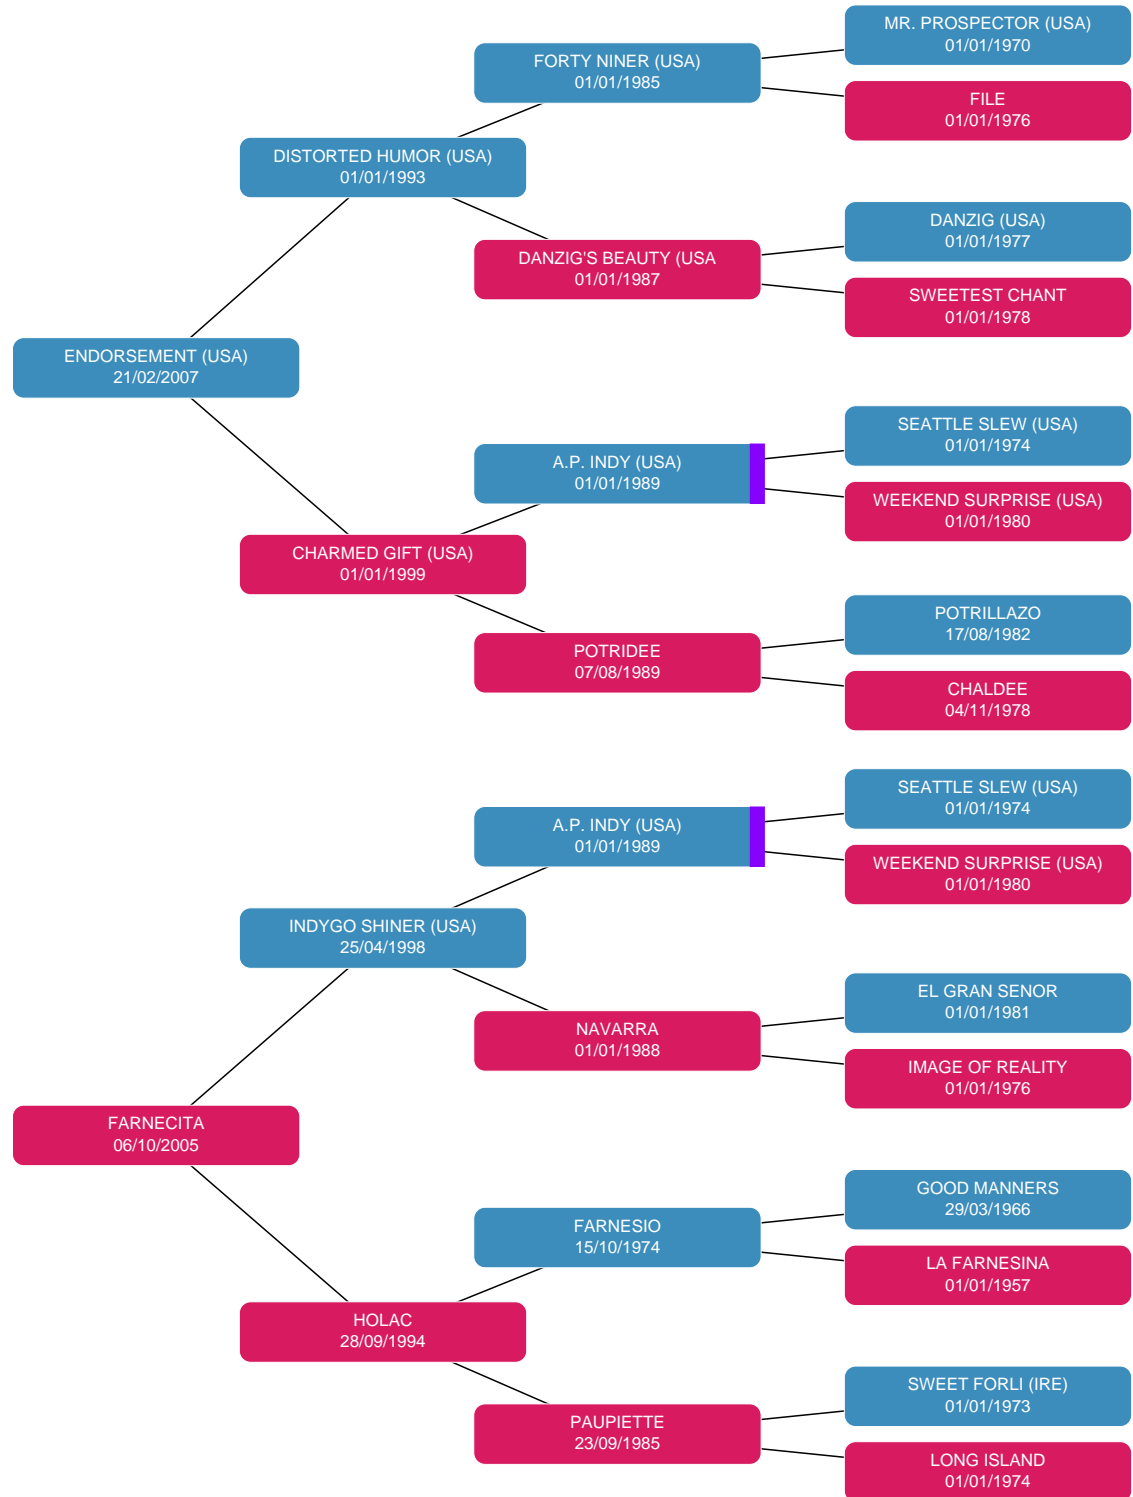 MR. PROSPECTOR (USA)
01/01/1970
FORTY NINER (USA)
01/01/1985
FILE
01/01/1976
DISTORTED HUMOR (USA)
01/01/1993
DANZIG (USA)
01/01/1977
DANZIG'S BEAUTY (USA
01/01/1987
SWEETEST CHANT
01/01/1978
ENDORSEMENT (USA)
21/02/2007
SEATTLE SLEW (USA)
01/01/1974
A.P. INDY (USA)
01/01/1989
WEEKEND SURPRISE (USA)
01/01/1980
CHARMED GIFT (USA)
01/01/1999
POTRILLAZO
17/08/1982
POTRIDEE
07/08/1989
CHALDEE
04/11/1978
SEATTLE SLEW (USA)
01/01/1974
A.P. INDY (USA)
01/01/1989
WEEKEND SURPRISE (USA)
01/01/1980
INDYGO SHINER (USA)
25/04/1998
EL GRAN SENOR
01/01/1981
NAVARRA
01/01/1988
IMAGE OF REALITY
01/01/1976
FARNECITA
06/10/2005
GOOD MANNERS
29/03/1966
FARNESIO
15/10/1974
LA FARNESINA
01/01/1957
HOLAC
28/09/1994
SWEET FORLI (IRE)
01/01/1973
PAUPIETTE
23/09/1985
LONG ISLAND
01/01/1974